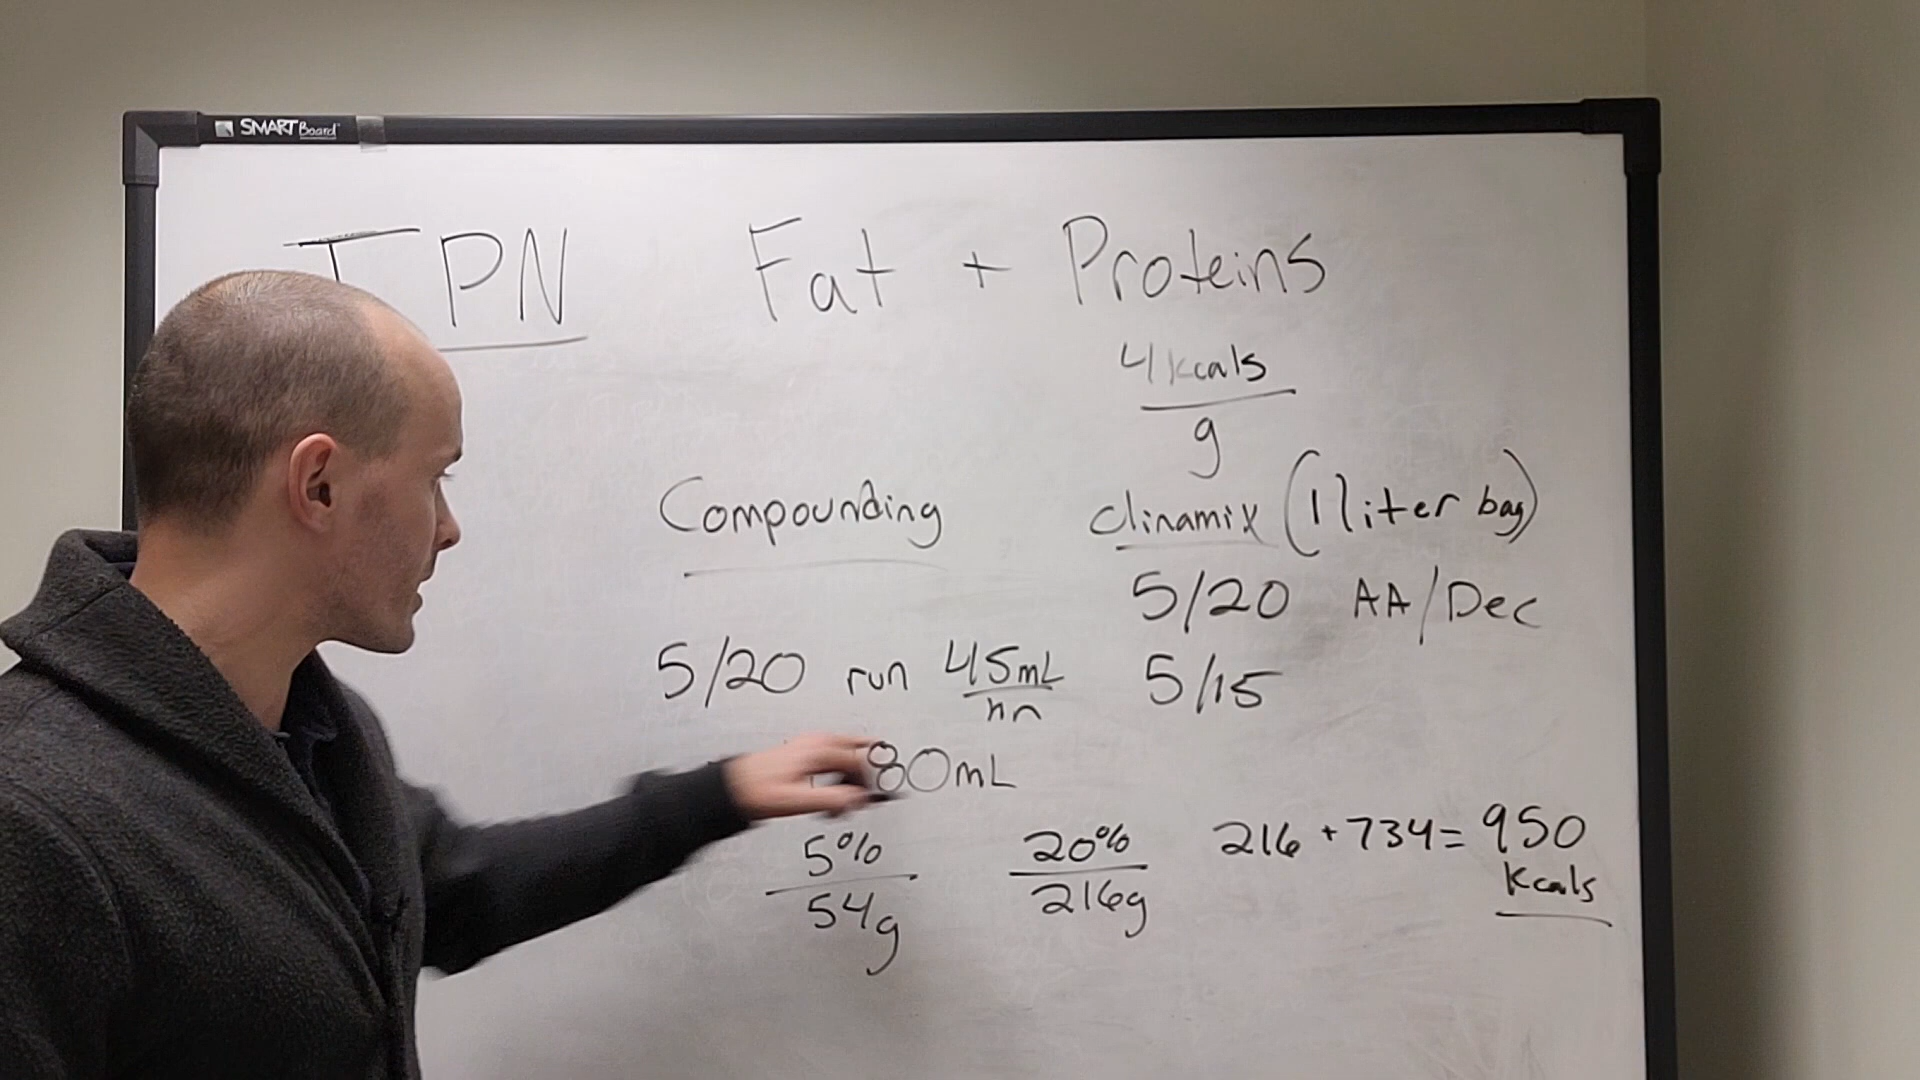 SMART Board
TPN Fat + Proteins
4 kcals
g
Compounding clinamix (1 liter bag)
5/20 AA/Dec
5/20 run 45mL 5/15
hr
80mL
5% 20% 216 + 734 = 950
54g 216g kcals